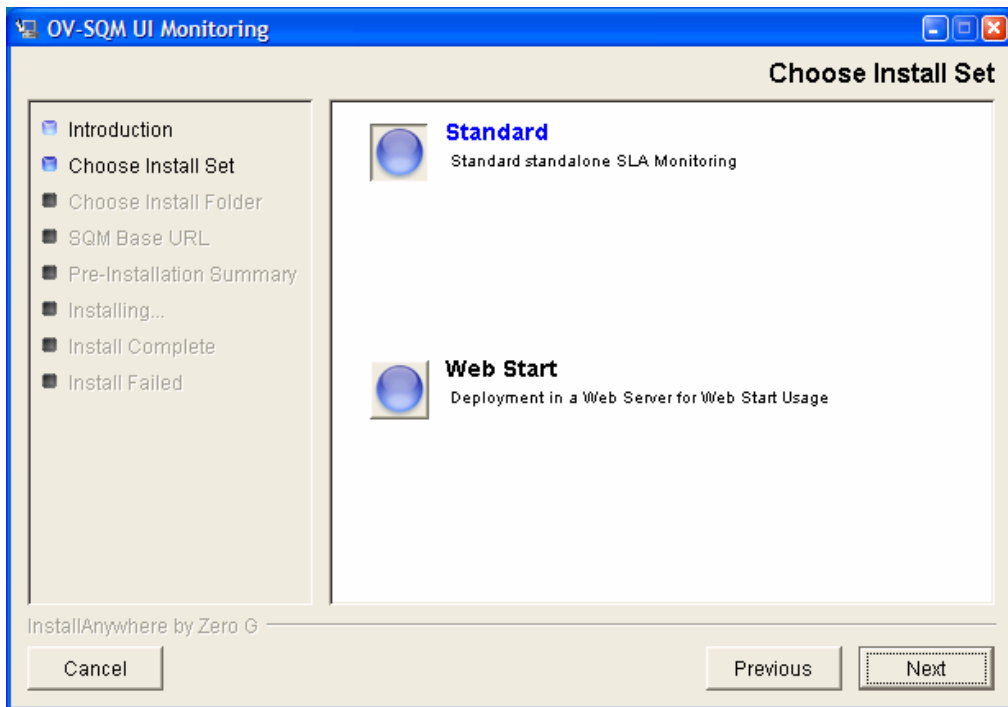 OV-SQM UI Monitoring
Choose Install Set
Introduction
Choose Install Set
Choose Install Folder
SQM Base URL
Pre-Installation Summary
Installing...
Install Complete
Install Failed
Standard
Standard standalone SLA Monitoring
Web Start
Deployment in a Web Server for Web Start Usage
InstallAnywhere by Zero G
Cancel
Previous
Next